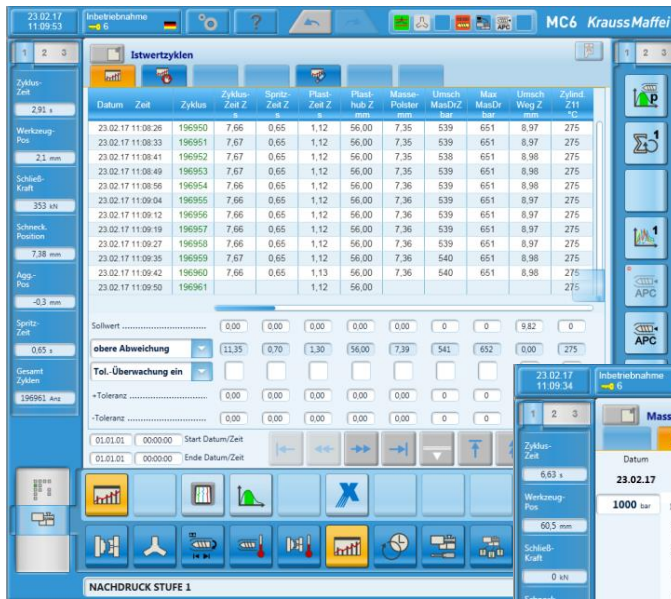 23.02.17
11:09:53
Inbetriebnahme
6
MC6 KraussMaffei
1 2 3
Istwertzyklen
1 2 3
Zyklus-
Zeit
2,91 s
Werkzeug-
Pos
2,1 mm
Schließ-
Kraft
353 kN
Schneck.
Position
7,38 mm
Agg.-
Pos
-0,3 mm
Spritz-
Zeit
0,65 s
Gesamt
Zyklen
196961 Anz
Datum Zeit Zyklus Zyklus-Zeit Z s Spritz-Zeit Z s Plast-Zeit Z s Plast-hub Z mm Masse-Polster mm Umsch MasDrZ bar Max MasDr bar Umsch Weg Z mm Zylind. Z11 °C
23.02.17 11:08:26 196950 7,66 0,65 1,12 56,00 7,35 539 651 8,97 275
23.02.17 11:08:33 196951 7,67 0,65 1,12 56,00 7,35 539 651 8,97 275
23.02.17 11:08:41 196952 7,67 0,65 1,12 56,00 7,35 538 651 8,98 275
23.02.17 11:08:49 196953 7,67 0,65 1,12 56,00 7,35 539 651 8,98 275
23.02.17 11:08:56 196954 7,66 0,65 1,12 56,00 7,36 539 651 8,98 275
23.02.17 11:09:04 196955 7,66 0,65 1,12 56,00 7,36 539 651 8,97 275
23.02.17 11:09:12 196956 7,66 0,65 1,12 56,00 7,36 539 651 8,98 275
23.02.17 11:09:19 196957 7,66 0,65 1,12 56,00 7,36 539 651 8,97 275
23.02.17 11:09:27 196958 7,66 0,65 1,12 56,00 7,36 539 651 8,98 275
23.02.17 11:09:35 196959 7,67 0,65 1,12 56,00 7,36 540 651 8,98 275
23.02.17 11:09:42 196960 7,66 0,65 1,13 56,00 7,36 540 651 8,98 275
23.02.17 11:09:50 196961 1,12 56,00 275
Sollwert 0,00 0,00 0,00 0,00 0,00 0 0 9,82 0
obere Abweichung 11,35 0,70 1,30 56,00 7,39 541 652 0,00 275
Tol.-Überwachung ein
+Toleranz 0,00 0,00 0,00 0,00 0,00 0 0
-Toleranz 0,00 0,00 0,00 0,00 0,00 0 0
01.01.01 00:00:00 Start Datum/Zeit
01.01.01 00:00:00 Ende Datum/Zeit
P
1
1
APC
APC
NACHDRUCK STUFE 1
23.02.17
11:09:34
Inbetriebnahme
6
1 2 3
Mass
Zyklus-
Zeit
6,63 s
Werkzeug-
Pos
60,5 mm
Schließ-
Kraft
0 kN
Datum
23.02.17
1000 bar